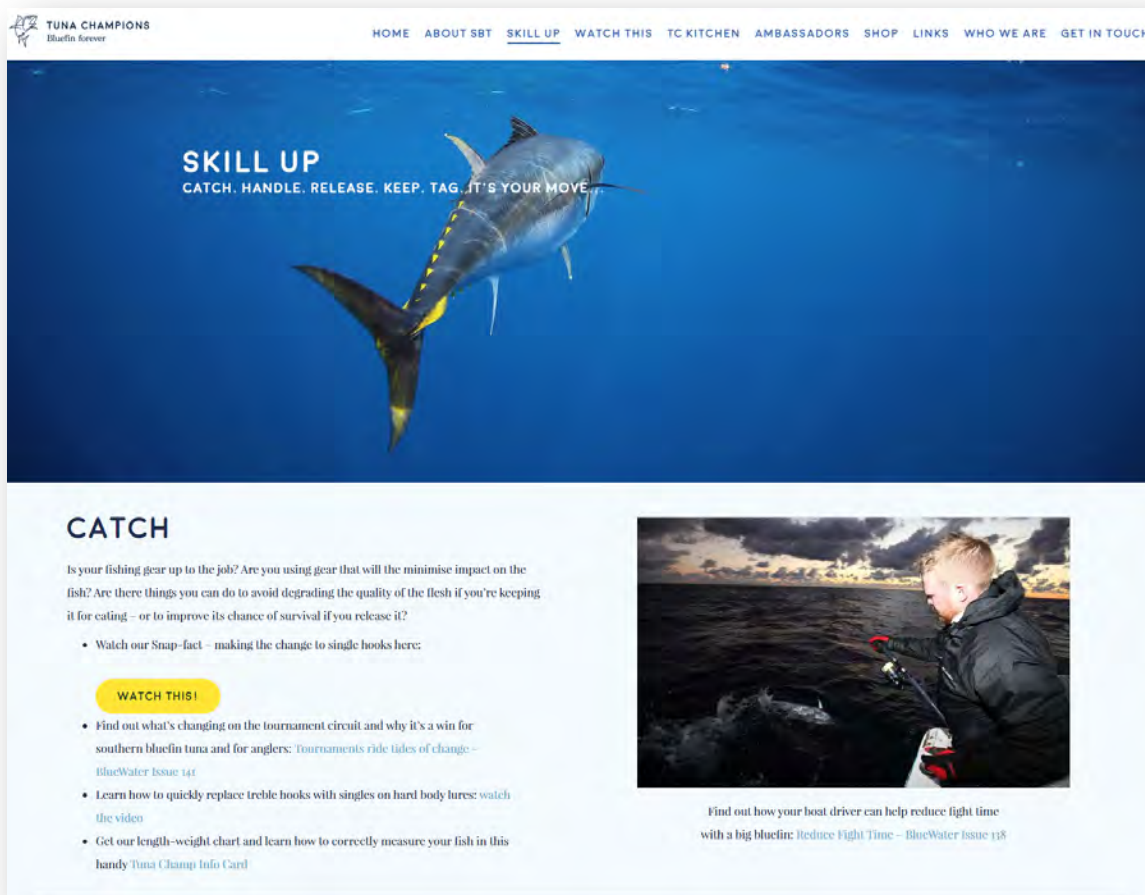 TUNA CHAMPIONS
Bluefin forever
HOME ABOUT SBT SKILL UP WATCH THIS TC KITCHEN AMBASSADORS SHOP LINKS WHO WE ARE GET IN TOUCH
SKILL UP
CATCH. HANDLE. RELEASE. KEEP. TAG. IT'S YOUR MOVE...
CATCH
Is your fishing gear up to the job? Are you using gear that will the minimise impact on the
fish? Are there things you can do to avoid degrading the quality of the flesh if you're keeping
it for eating – or to improve its chance of survival if you release it?
• Watch our Snap-fact – making the change to single hooks here:
WATCH THIS!
• Find out what's changing on the tournament circuit and why it's a win for
southern bluefin tuna and for anglers: Tournaments ride tides of change –
BlueWater Issue 141
• Learn how to quickly replace treble hooks with singles on hard body lures: watch
the video
• Get our length-weight chart and learn how to correctly measure your fish in this
handy Tuna Champ Info Card
Find out how your boat driver can help reduce fight time
with a big bluefin: Reduce Fight Time – BlueWater Issue 138